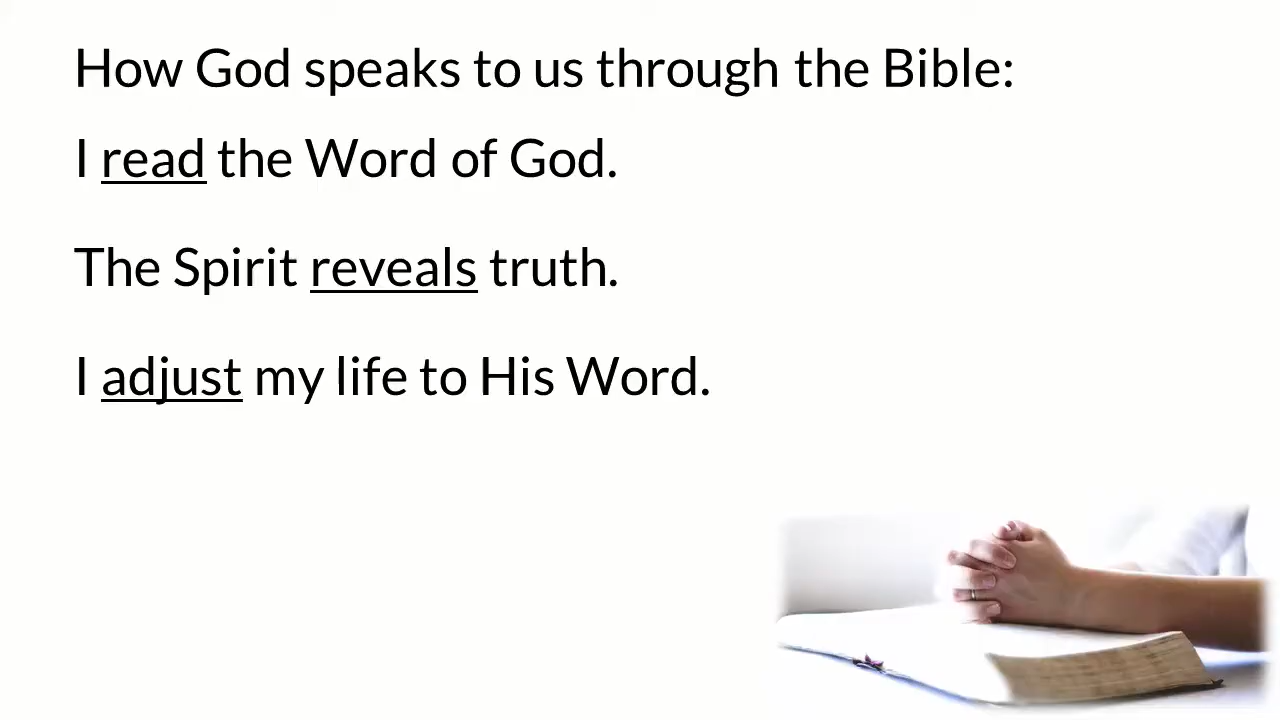 How God speaks to us through the Bible:
I read the Word of God.
The Spirit reveals truth.
I adjust my life to His Word.